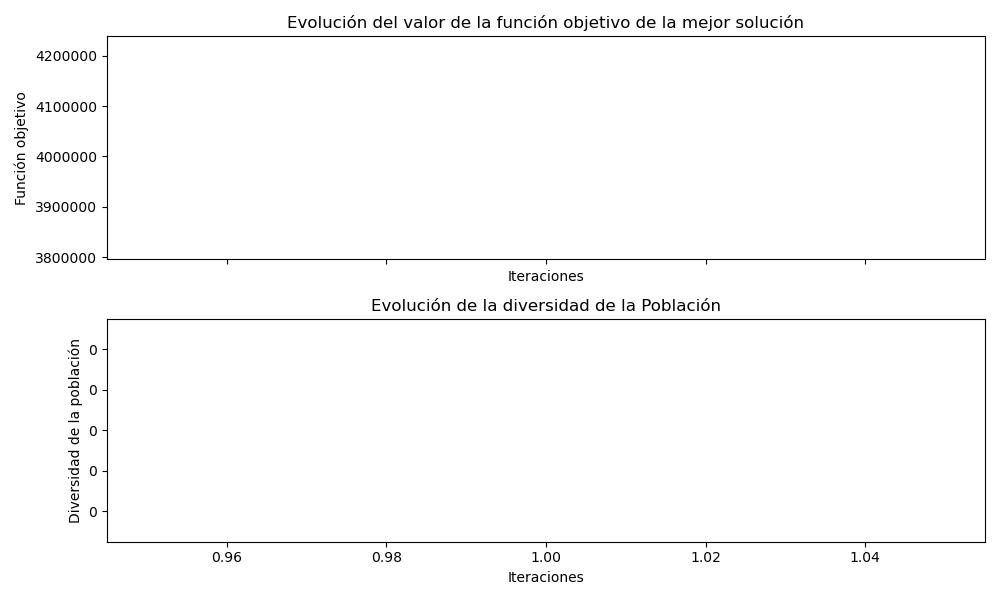 Evolución del valor de la función objetivo de la mejor solución
Función objetivo
4200000
4100000
4000000
3900000
3800000
Iteraciones
Evolución de la diversidad de la Población
Diversidad de la población
0
0
0
0
0
0.96 0.98 1.00 1.02 1.04
Iteraciones